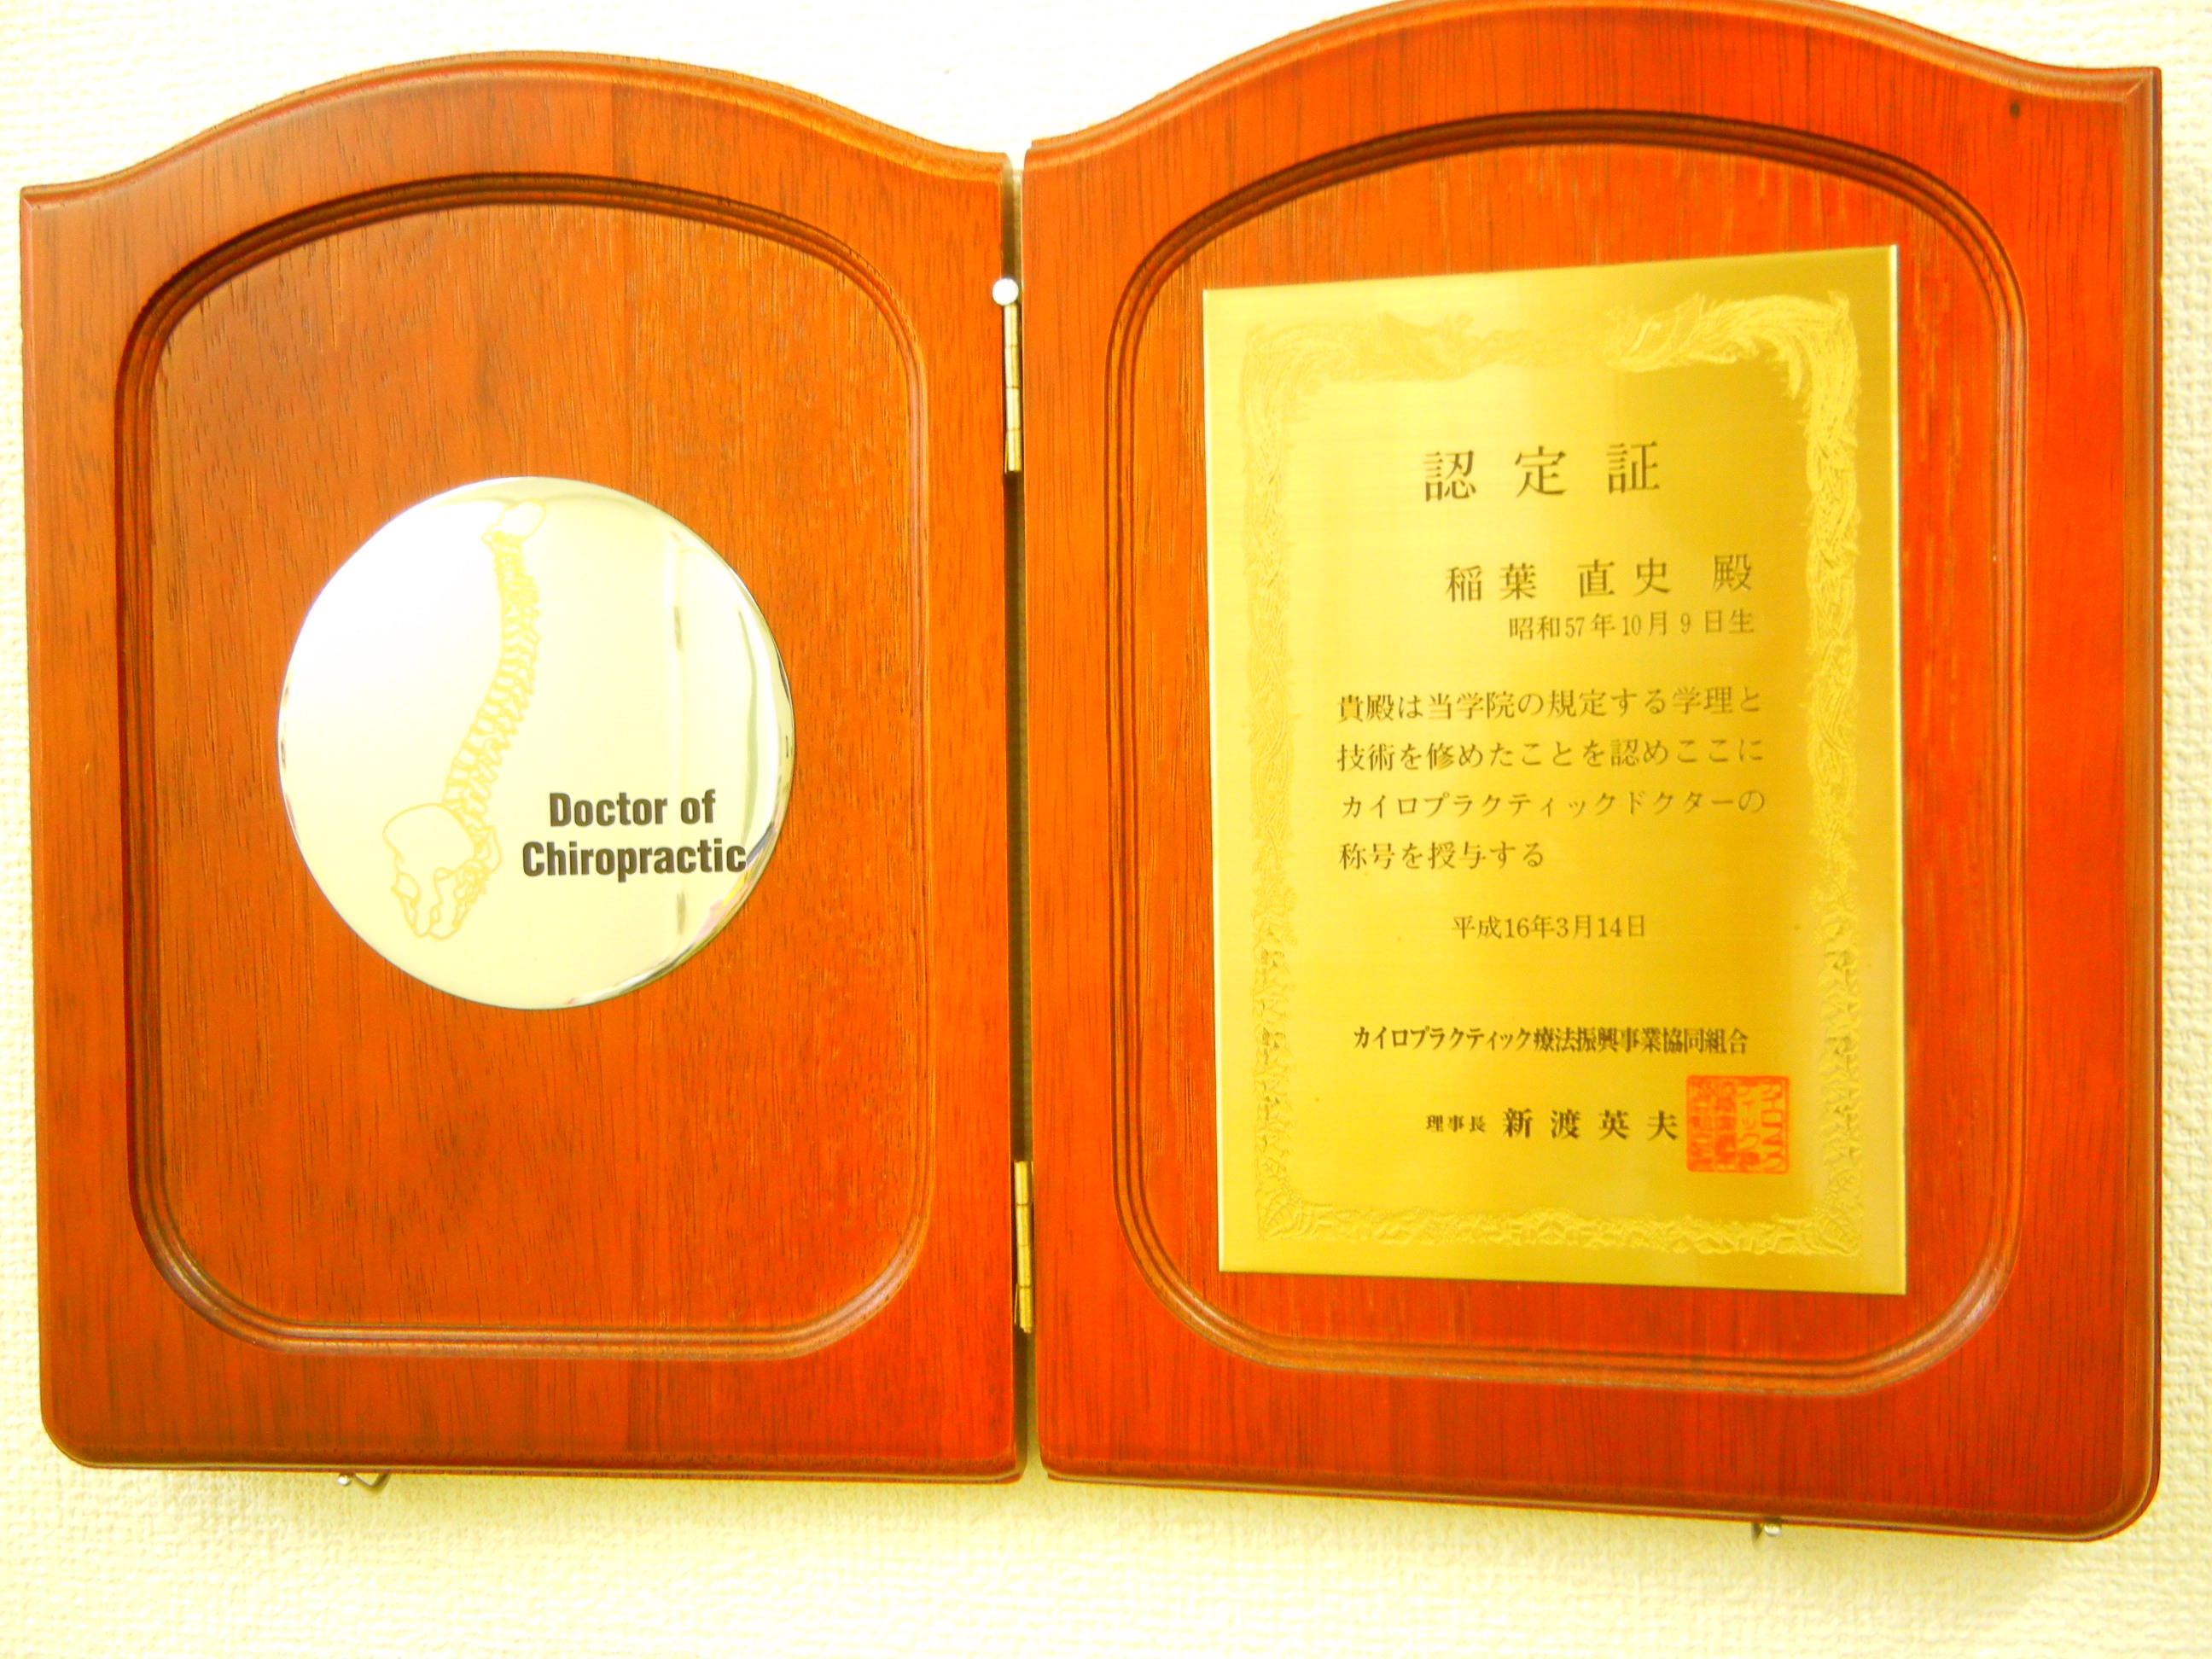 Doctor of
Chiropractic
認定証
稲葉 直史 殿
昭和57年10月9日生
貴殿は当学院の規定する学理と
技術を修めたことを認めここに
カイロプラクティックドクターの
称号を授与する
平成16年3月14日
カイロプラクティック療法振興事業協同組合
理事長 新渡英夫